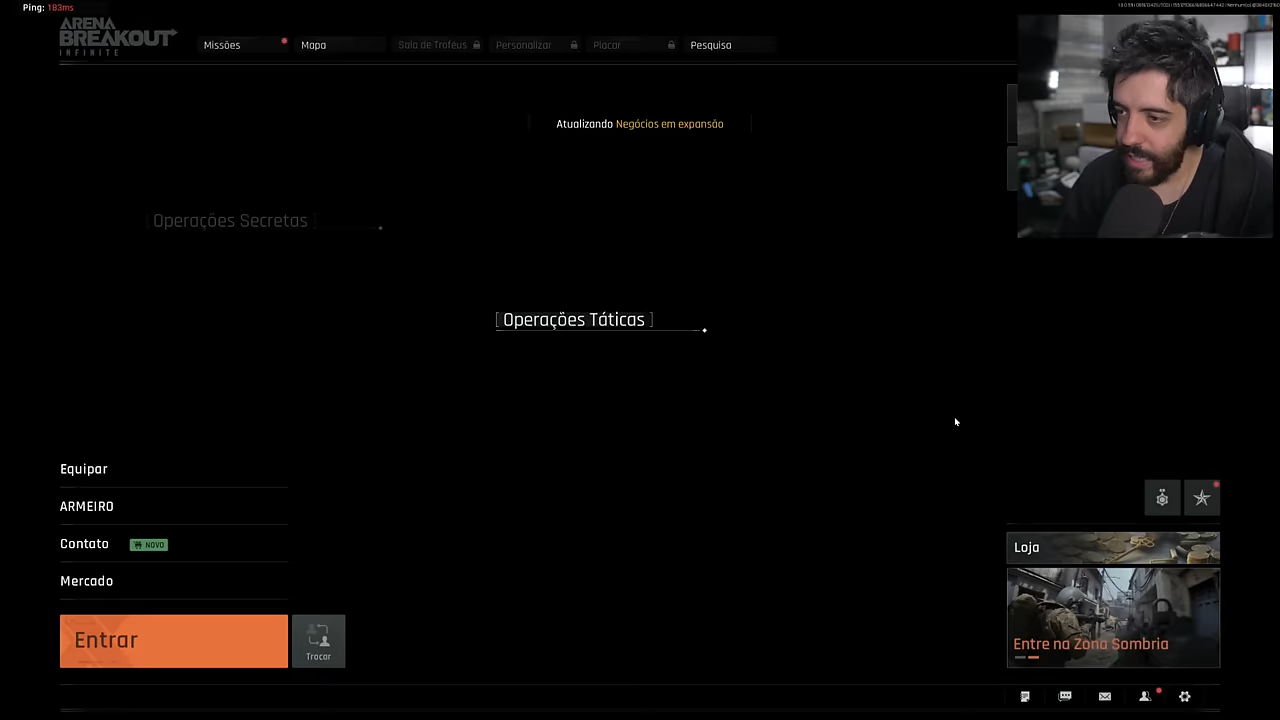 Ping: 183ms
ARENA
BREAKOUT
INFINITE
Missões
Mapa
Sala de Troféus
Personalizar
Placar
Pesquisa
Atualizando Negócios em expansão
Operações Secretas
Operações Táticas
Equipar
ARMEIRO
Contato
NOVO
Mercado
Entrar
Trocar
Loja
Entre na Zona Sombria